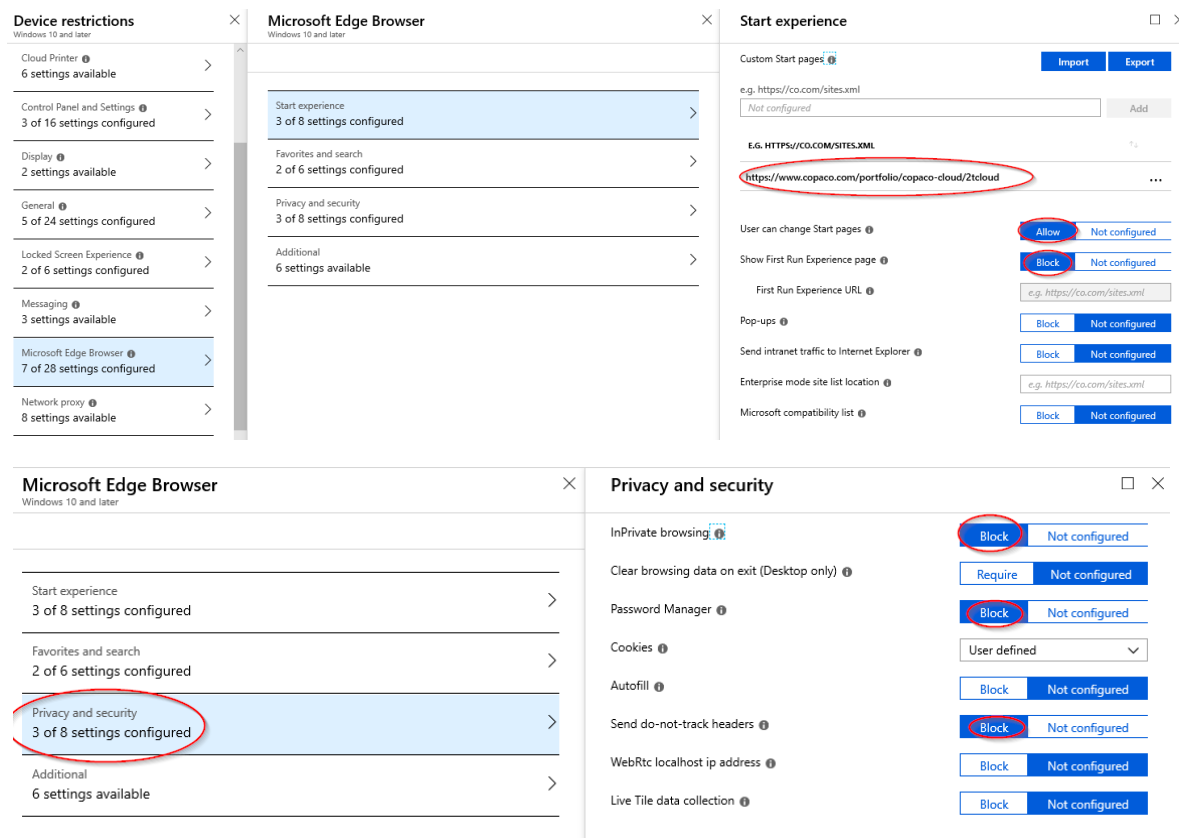 Device restrictions
Windows 10 and later
Cloud Printer
6 settings available
Control Panel and Settings
3 of 16 settings configured
Display
2 settings available
General
5 of 24 settings configured
Locked Screen Experience
2 of 6 settings configured
Messaging
3 settings available
Microsoft Edge Browser
7 of 28 settings configured
Network proxy
8 settings available
Microsoft Edge Browser
Windows 10 and later
Start experience
3 of 8 settings configured
Favorites and search
2 of 6 settings configured
Privacy and security
3 of 8 settings configured
Additional
6 settings available
Start experience
Custom Start pages
Import Export
e.g. https://co.com/sites.xml
Not configured Add
E.G. HTTPS://CO.COM/SITES.XML
https://www.copaco.com/portfolio/copaco-cloud/2tcloud ...
User can change Start pages Allow Not configured
Show First Run Experience page Block Not configured
First Run Experience URL e.g. https://co.com/sites.xml
Pop-ups Block Not configured
Send intranet traffic to Internet Explorer Block Not configured
Enterprise mode site list location e.g. https://co.com/sites.xml
Microsoft compatibility list Block Not configured
Microsoft Edge Browser
Windows 10 and later
Start experience
3 of 8 settings configured
Favorites and search
2 of 6 settings configured
Privacy and security
3 of 8 settings configured
Additional
6 settings available
Privacy and security
InPrivate browsing Block Not configured
Clear browsing data on exit (Desktop only) Require Not configured
Password Manager Block Not configured
Cookies User defined
Autofill Block Not configured
Send do-not-track headers Block Not configured
WebRtc localhost ip address Block Not configured
Live Tile data collection Block Not configured